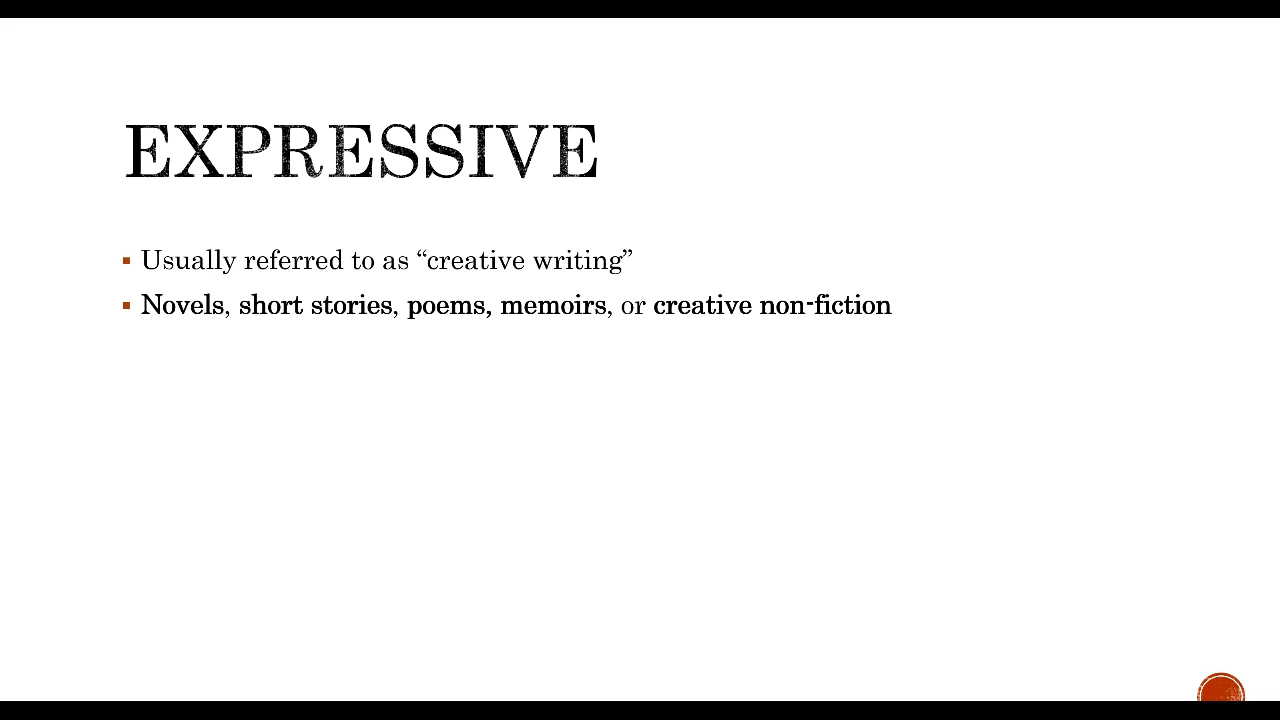 EXPRESSIVE
Usually referred to as “creative writing”
Novels, short stories, poems, memoirs, or creative non-fiction